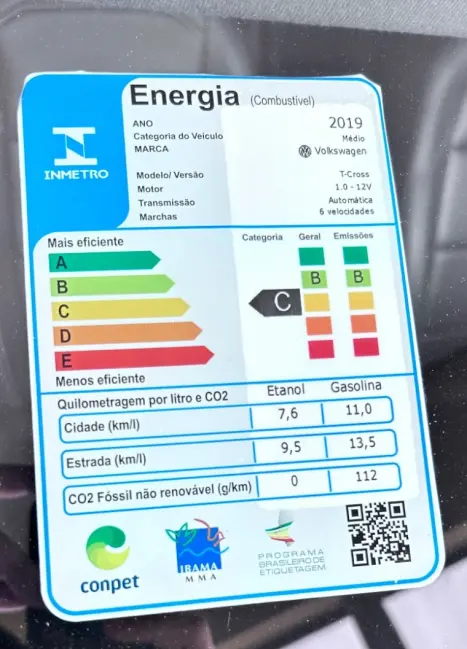 Energia (Combustível)
ANO 2019
Categoria do Veículo Médio
MARCA Volkswagen
INMETRO
Modelo/ Versão T-Cross
Motor 1.0 - 12V
Transmissão Automática
Marchas 6 velocidades
Mais eficiente
Categoria Geral Emissões
A
B B B
C C
D
E
Menos eficiente
Quilometragem por litro e CO2 Etanol Gasolina
Cidade (km/l) 7,6 11,0
Estrada (km/l) 9,5 13,5
CO2 Fóssil não renovável (g/km) 0 112
conpet
IBAMA
MMA
PROGRAMA
BRASILEIRO DE
ETIQUETAGEM